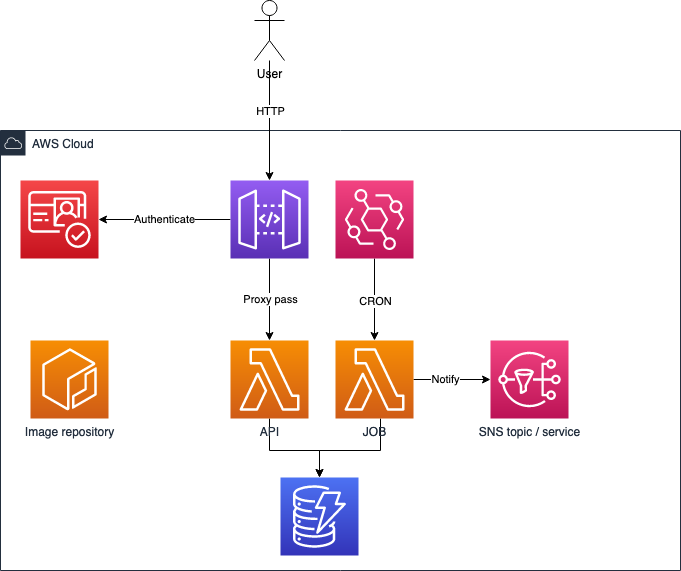 User
HTTP
AWS Cloud
Authenticate
</>
Proxy pass
CRON
Notify
Image repository
API
JOB
SNS topic / service